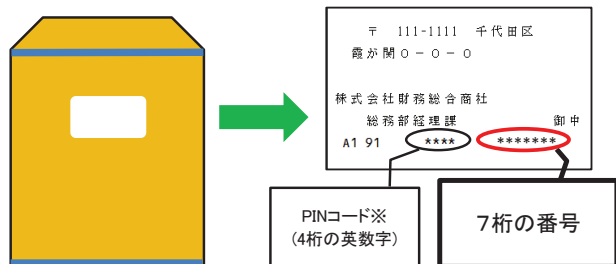 〒 111-1111 千代田区
霞が関０－０－０
株式会社財務総合商社
総務部経理課 御中
A1 91 **** *******
PINコード※
(4桁の英数字)
7桁の番号